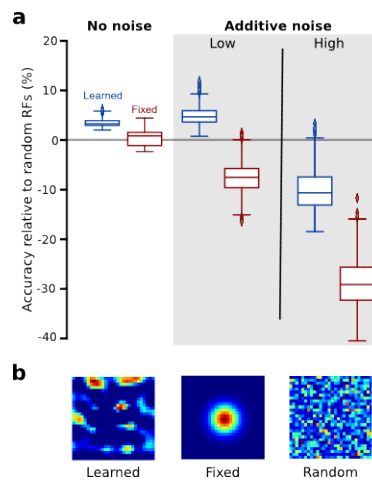 a
No noise
Additive noise
Low
High
Accuracy relative to random RFs (%)
20
10
0
-10
-20
-30
-40
Learned
Fixed
b
Learned
Fixed
Random